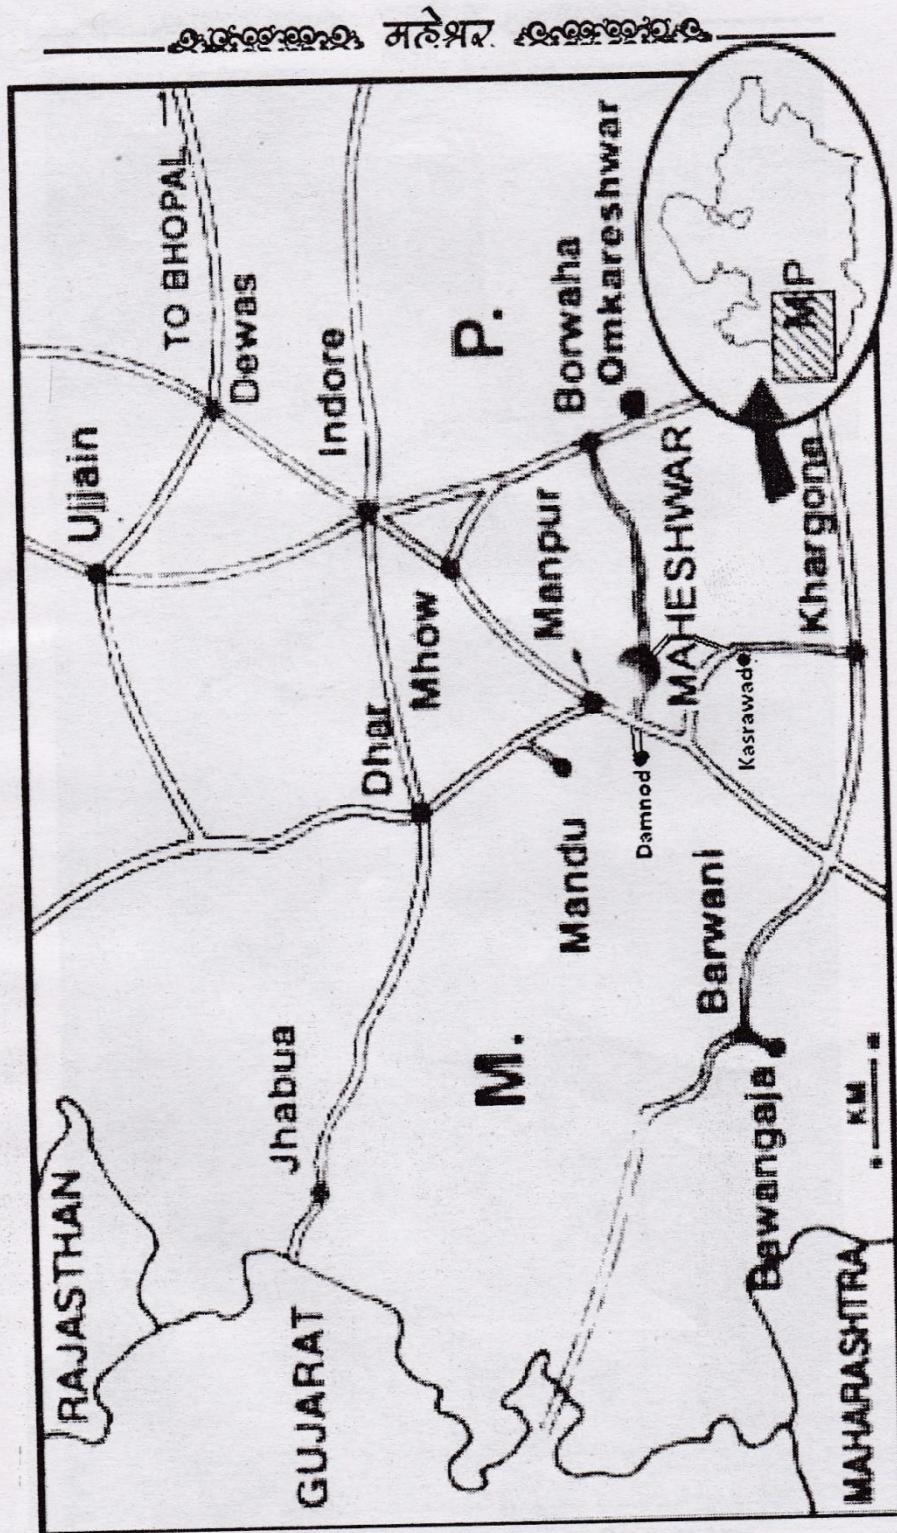 महेश्वर
RAJASTHAN
Ujjain
TO BHOPAL
Dewas
Jhabua
Indore
GUJARAT
Dhar
Mhow
M.
P.
Mandu
Manpur
Borwaha
Omkareshwar
Damnod
MAHESHWAR
Barwani
Kasrawad
Bawangaja
Khargone
M P
KM
MAHARASHTRA